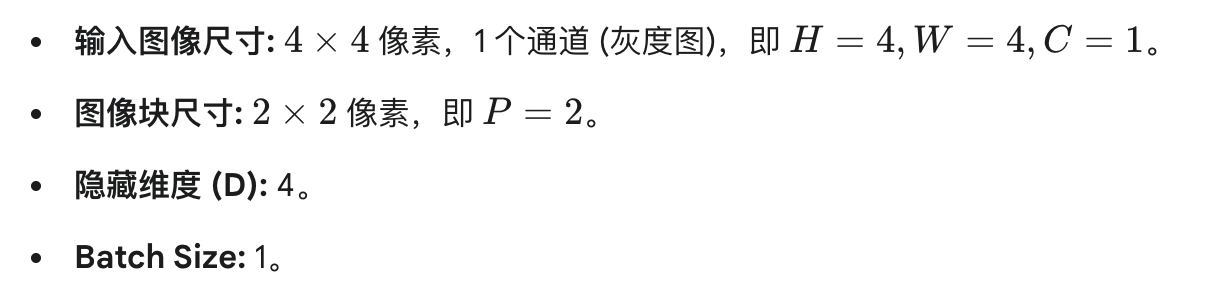 • 输入图像尺寸: 4 × 4 像素，1 个通道 (灰度图)，即 H = 4, W = 4, C = 1。
• 图像块尺寸: 2 × 2 像素，即 P = 2。
• 隐藏维度 (D): 4。
• Batch Size: 1。